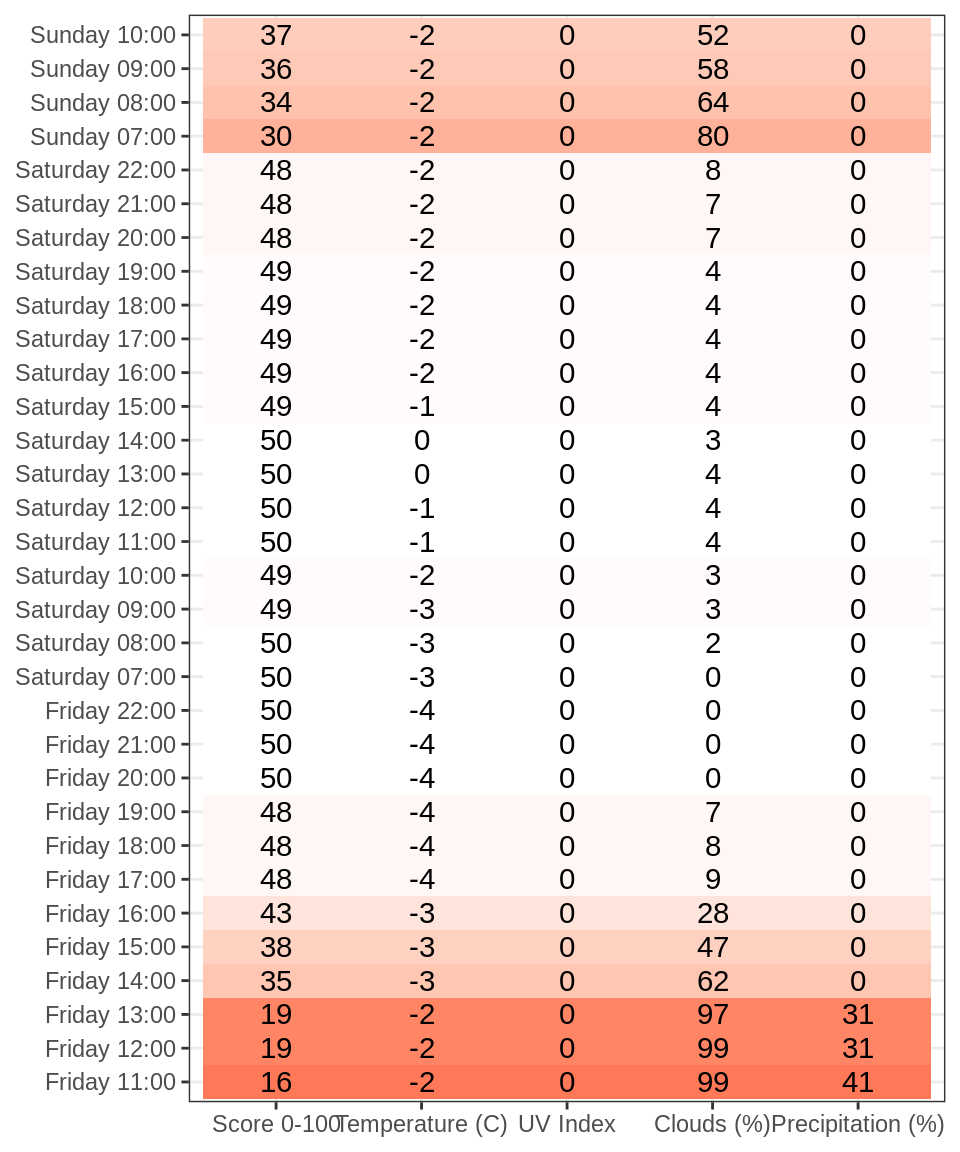 Sunday 10:00 37 -2 0 52 0
Sunday 09:00 36 -2 0 58 0
Sunday 08:00 34 -2 0 64 0
Sunday 07:00 30 -2 0 80 0
Saturday 22:00 48 -2 0 8 0
Saturday 21:00 48 -2 0 7 0
Saturday 20:00 48 -2 0 7 0
Saturday 19:00 49 -2 0 4 0
Saturday 18:00 49 -2 0 4 0
Saturday 17:00 49 -2 0 4 0
Saturday 16:00 49 -2 0 4 0
Saturday 15:00 49 -1 0 4 0
Saturday 14:00 50 0 0 3 0
Saturday 13:00 50 0 0 4 0
Saturday 12:00 50 -1 0 4 0
Saturday 11:00 50 -1 0 4 0
Saturday 10:00 49 -2 0 3 0
Saturday 09:00 49 -3 0 3 0
Saturday 08:00 50 -3 0 2 0
Saturday 07:00 50 -3 0 0 0
Friday 22:00 50 -4 0 0 0
Friday 21:00 50 -4 0 0 0
Friday 20:00 50 -4 0 0 0
Friday 19:00 48 -4 0 7 0
Friday 18:00 48 -4 0 8 0
Friday 17:00 48 -4 0 9 0
Friday 16:00 43 -3 0 28 0
Friday 15:00 38 -3 0 47 0
Friday 14:00 35 -3 0 62 0
Friday 13:00 19 -2 0 97 31
Friday 12:00 19 -2 0 99 31
Friday 11:00 16 -2 0 99 41
Score 0-100 Temperature (C) UV Index Clouds (%) Precipitation (%)